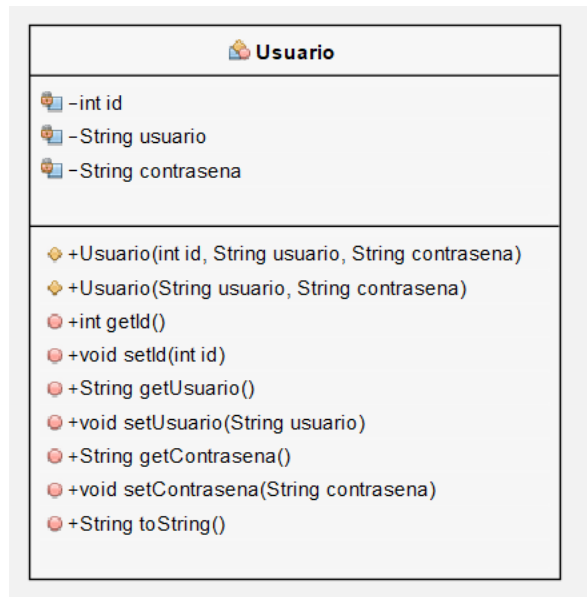 Usuario
-int id
-String usuario
-String contrasena
+Usuario(int id, String usuario, String contrasena)
+Usuario(String usuario, String contrasena)
+int getId()
+void setId(int id)
+String getUsuario()
+void setUsuario(String usuario)
+String getContrasena()
+void setContrasena(String contrasena)
+String toString()